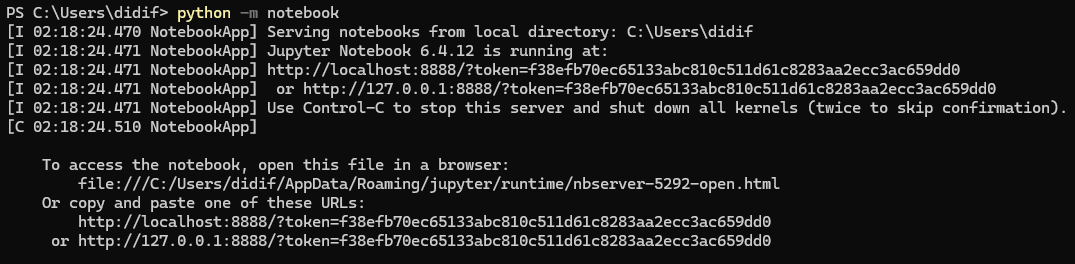 PS C:\Users\didif> python -m notebook
[I 02:18:24.470 NotebookApp] Serving notebooks from local directory: C:\Users\didif
[I 02:18:24.471 NotebookApp] Jupyter Notebook 6.4.12 is running at:
[I 02:18:24.471 NotebookApp] http://localhost:8888/?token=f38efb70ec65133abc810c511d61c8283aa2ecc3ac659dd0
[I 02:18:24.471 NotebookApp]  or http://127.0.0.1:8888/?token=f38efb70ec65133abc810c511d61c8283aa2ecc3ac659dd0
[I 02:18:24.471 NotebookApp] Use Control-C to stop this server and shut down all kernels (twice to skip confirmation).
[C 02:18:24.510 NotebookApp]
To access the notebook, open this file in a browser:
file:///C:/Users/didif/AppData/Roaming/jupyter/runtime/nbserver-5292-open.html
Or copy and paste one of these URLs:
http://localhost:8888/?token=f38efb70ec65133abc810c511d61c8283aa2ecc3ac659dd0
or http://127.0.0.1:8888/?token=f38efb70ec65133abc810c511d61c8283aa2ecc3ac659dd0